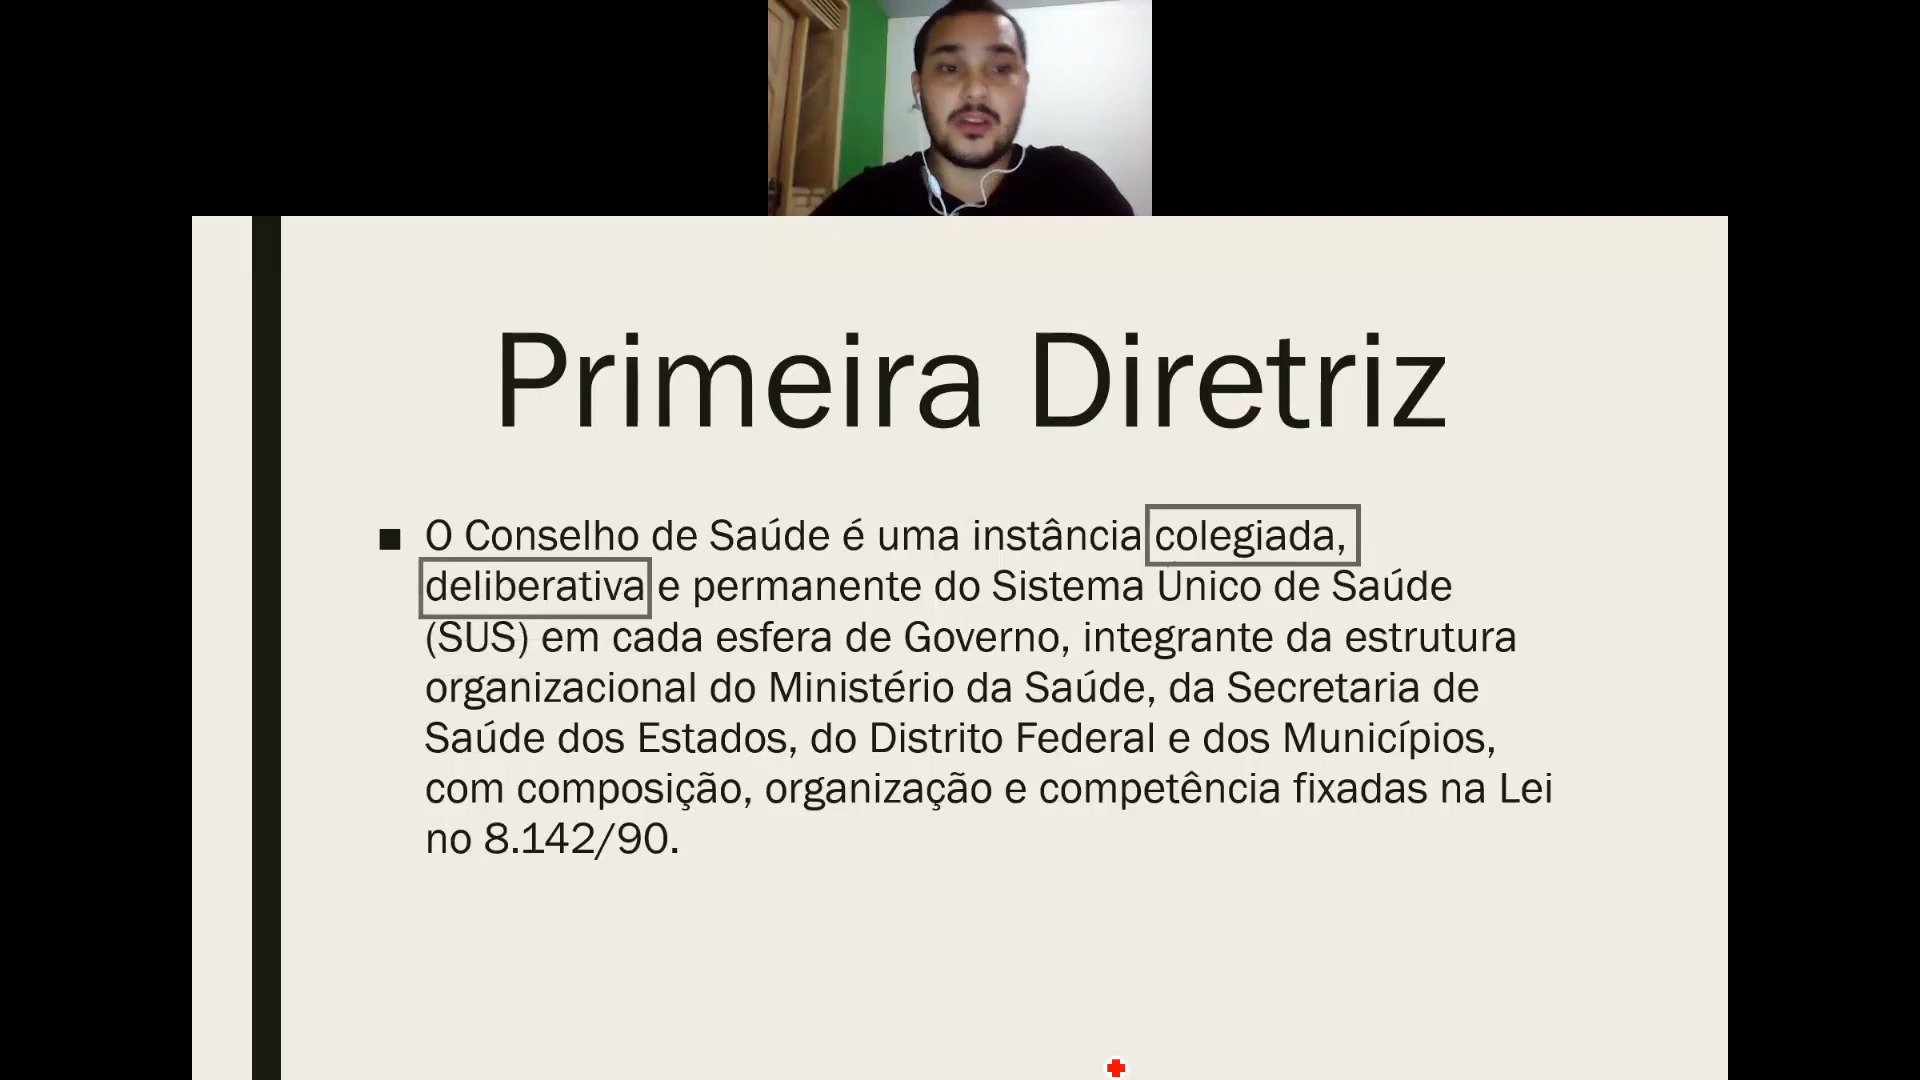 Primeira Diretriz
■ O Conselho de Saúde é uma instância colegiada,
deliberativa e permanente do Sistema Único de Saúde
(SUS) em cada esfera de Governo, integrante da estrutura
organizacional do Ministério da Saúde, da Secretaria de
Saúde dos Estados, do Distrito Federal e dos Municípios,
com composição, organização e competência fixadas na Lei
no 8.142/90.